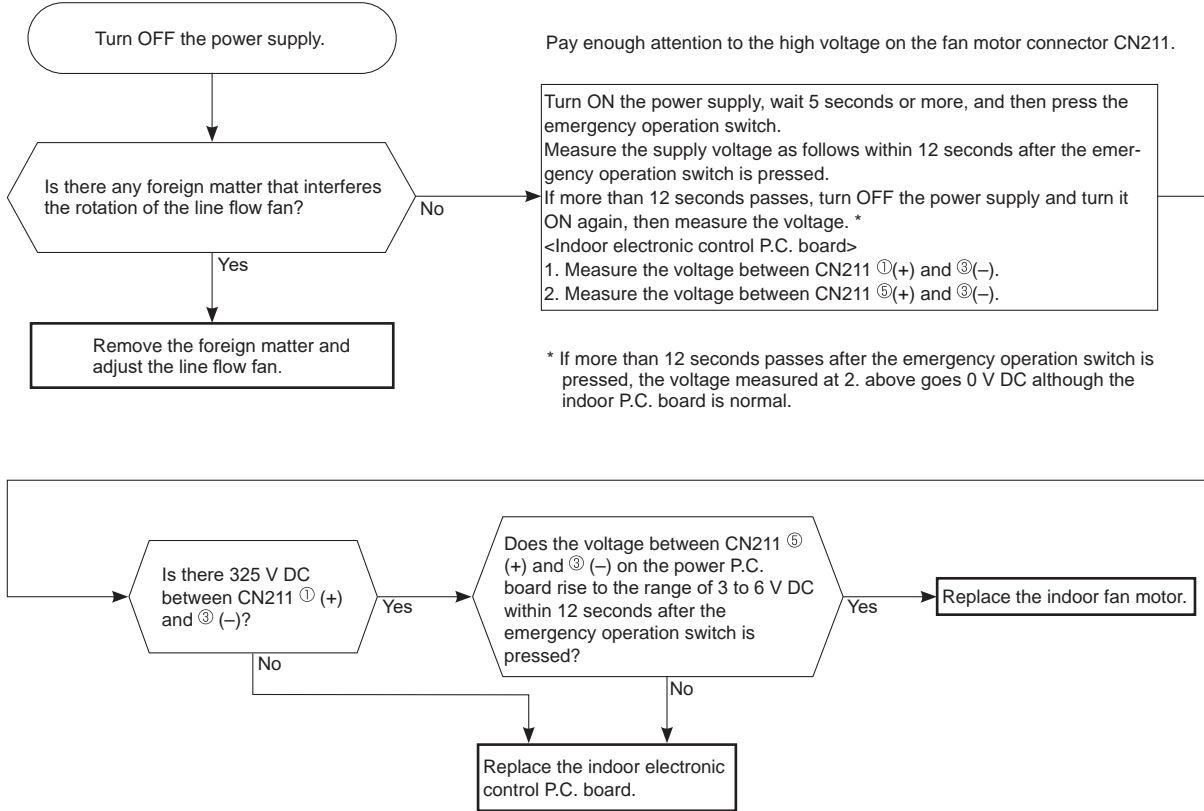 Turn OFF the power supply.
Pay enough attention to the high voltage on the fan motor connector CN211.
Is there any foreign matter that interferes
the rotation of the line flow fan?
No
Yes
Remove the foreign matter and
adjust the line flow fan.
Turn ON the power supply, wait 5 seconds or more, and then press the
emergency operation switch.
Measure the supply voltage as follows within 12 seconds after the emer-
gency operation switch is pressed.
If more than 12 seconds passes, turn OFF the power supply and turn it
ON again, then measure the voltage. *
<Indoor electronic control P.C. board>
1. Measure the voltage between CN211 ①(+) and ③(–).
2. Measure the voltage between CN211 ⑤(+) and ③(–).
* If more than 12 seconds passes after the emergency operation switch is
pressed, the voltage measured at 2. above goes 0 V DC although the
indoor P.C. board is normal.
Is there 325 V DC
between CN211 ① (+)
and ③ (–)?
Yes
No
Does the voltage between CN211 ⑤
(+) and ③ (–) on the power P.C.
board rise to the range of 3 to 6 V DC
within 12 seconds after the
emergency operation switch is
pressed?
Yes
No
Replace the indoor fan motor.
Replace the indoor electronic
control P.C. board.